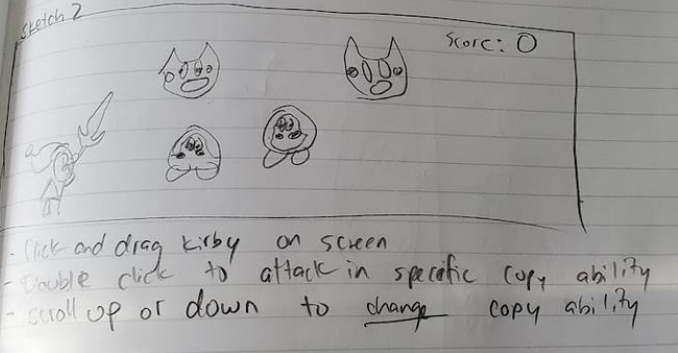 Sketch 2
Score: 0
- Click and drag kirby on screen
- Double click to attack in specific copy ability
- Scroll up or down to change copy ability